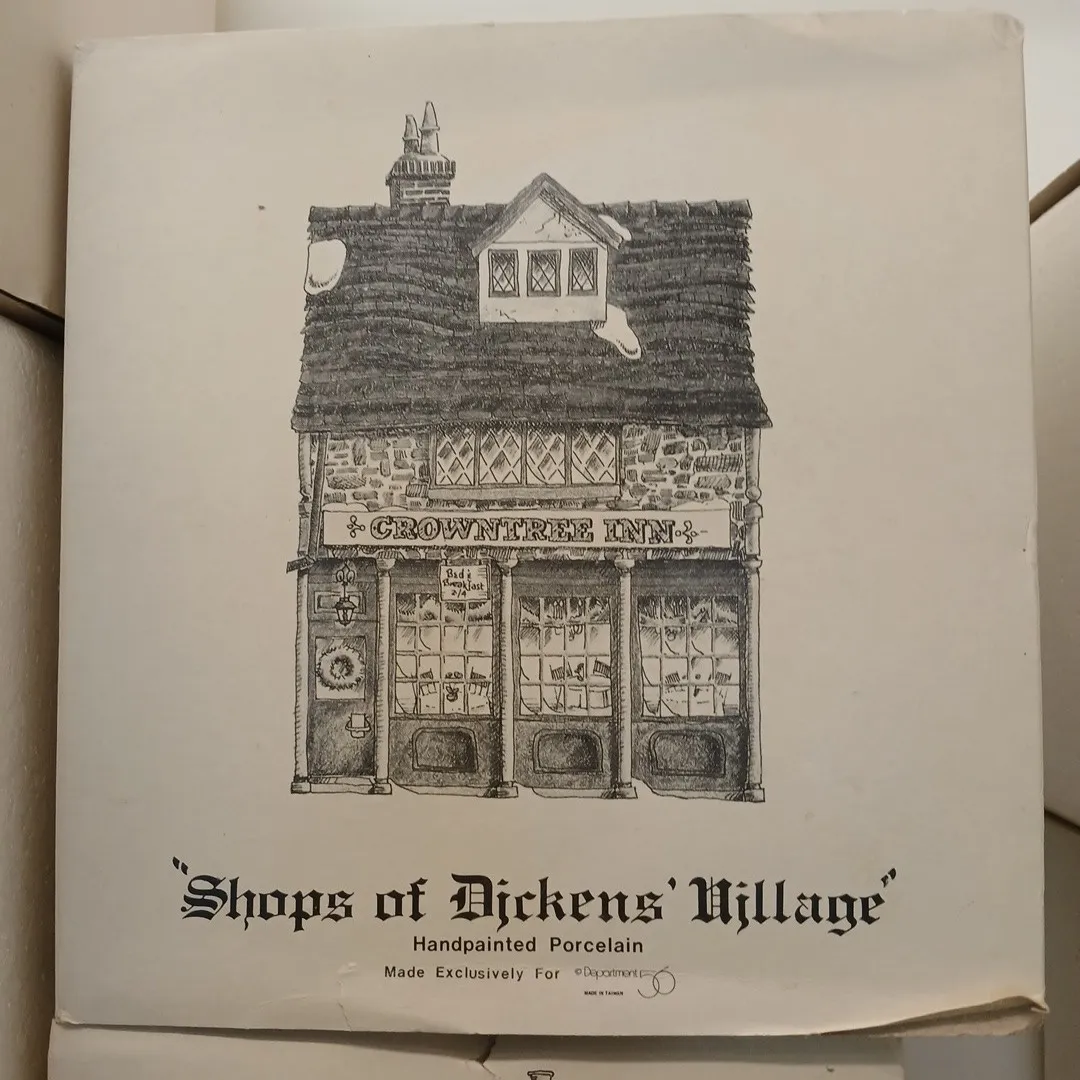 CROWNTREE INN
Bed &
Breakfast
2/4
"Shops of Dickens' Village"
Handpainted Porcelain
Made Exclusively For © Department 56
MADE IN TAIWAN